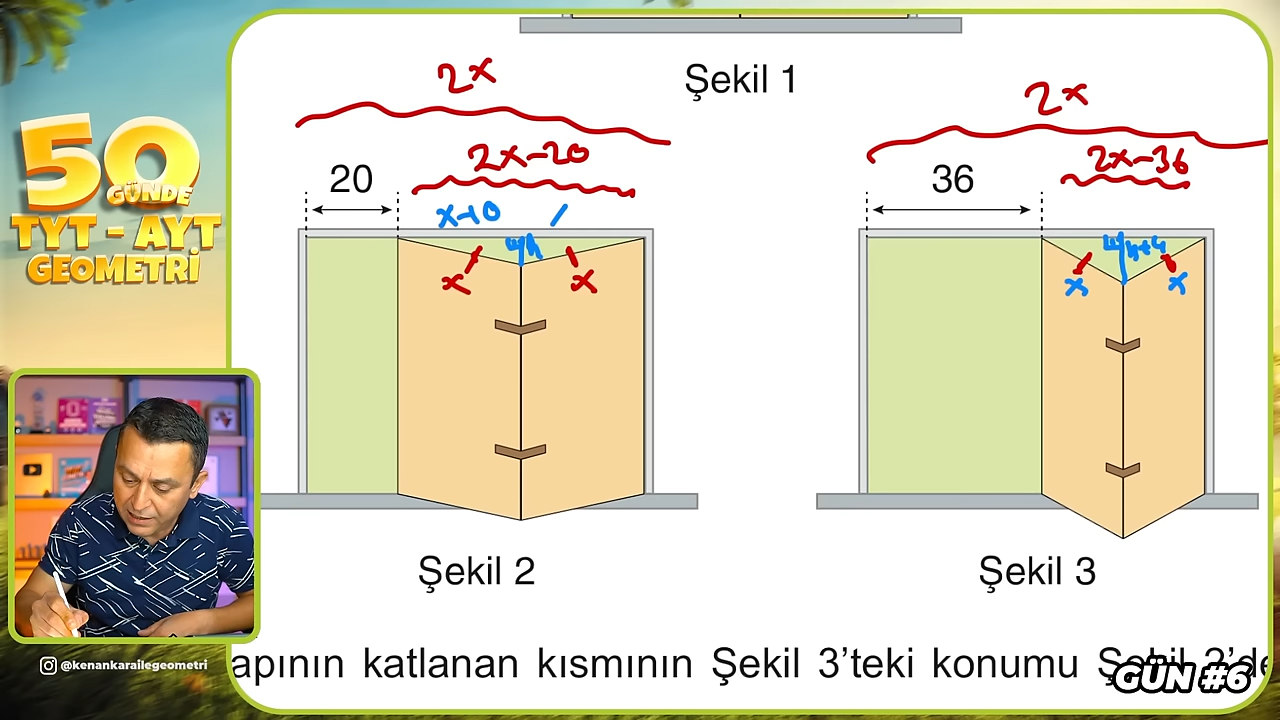 50
GÜNDE
TYT - AYT
GEOMETRİ
Şekil 1
2x
2x
2x-20
2x-36
20
36
x-10
h
h+4
x
x
x
x
Şekil 2
Şekil 3
apının katlanan kısmının Şekil 3'teki konumu Şekil 2'de
GÜN #6
@kenankarailegeometri